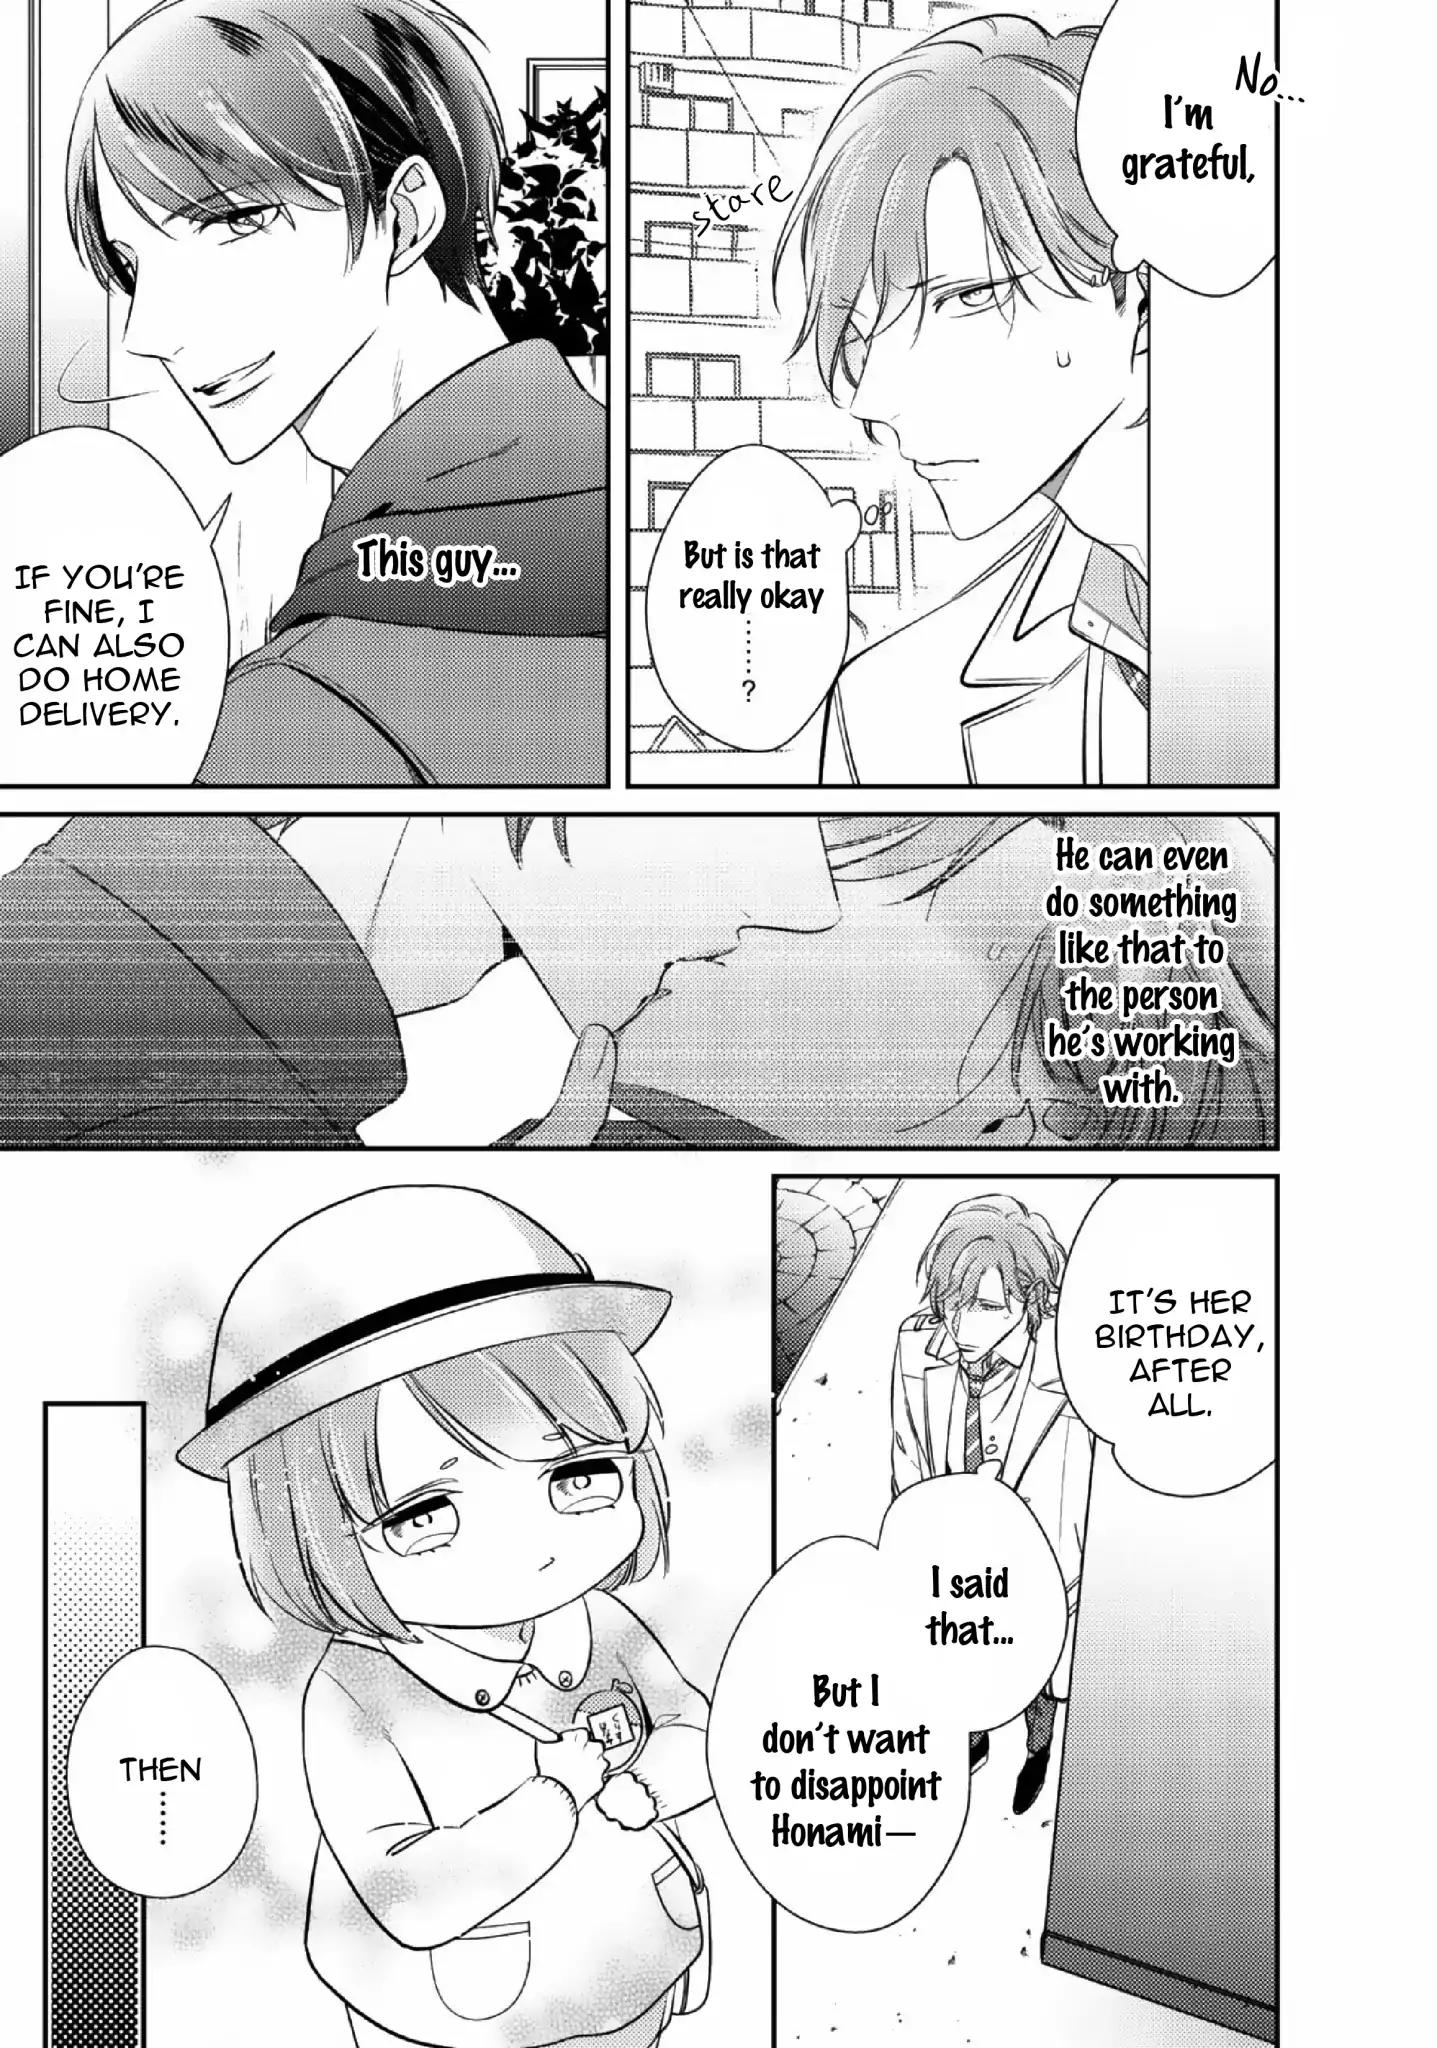 No...
I'm
grateful,
stare
But is that
really okay
........?
This guy...
IF YOU'RE
FINE, I
CAN ALSO
DO HOME
DELIVERY.
He can even
do something
like that to
the person
he's working
with.
IT'S HER
BIRTHDAY,
AFTER
ALL.
I said
that...
But I
don't want
to disappoint
Honami—
THEN
......